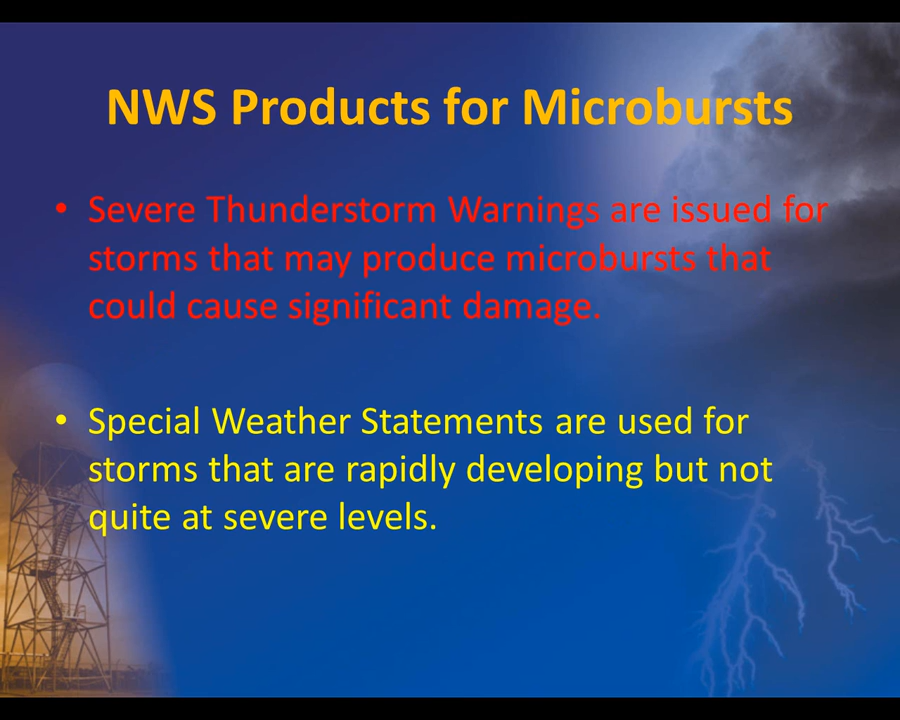 NWS Products for Microbursts
• Severe Thunderstorm Warnings are issued for
storms that may produce microbursts that
could cause significant damage.
• Special Weather Statements are used for
storms that are rapidly developing but not
quite at severe levels.